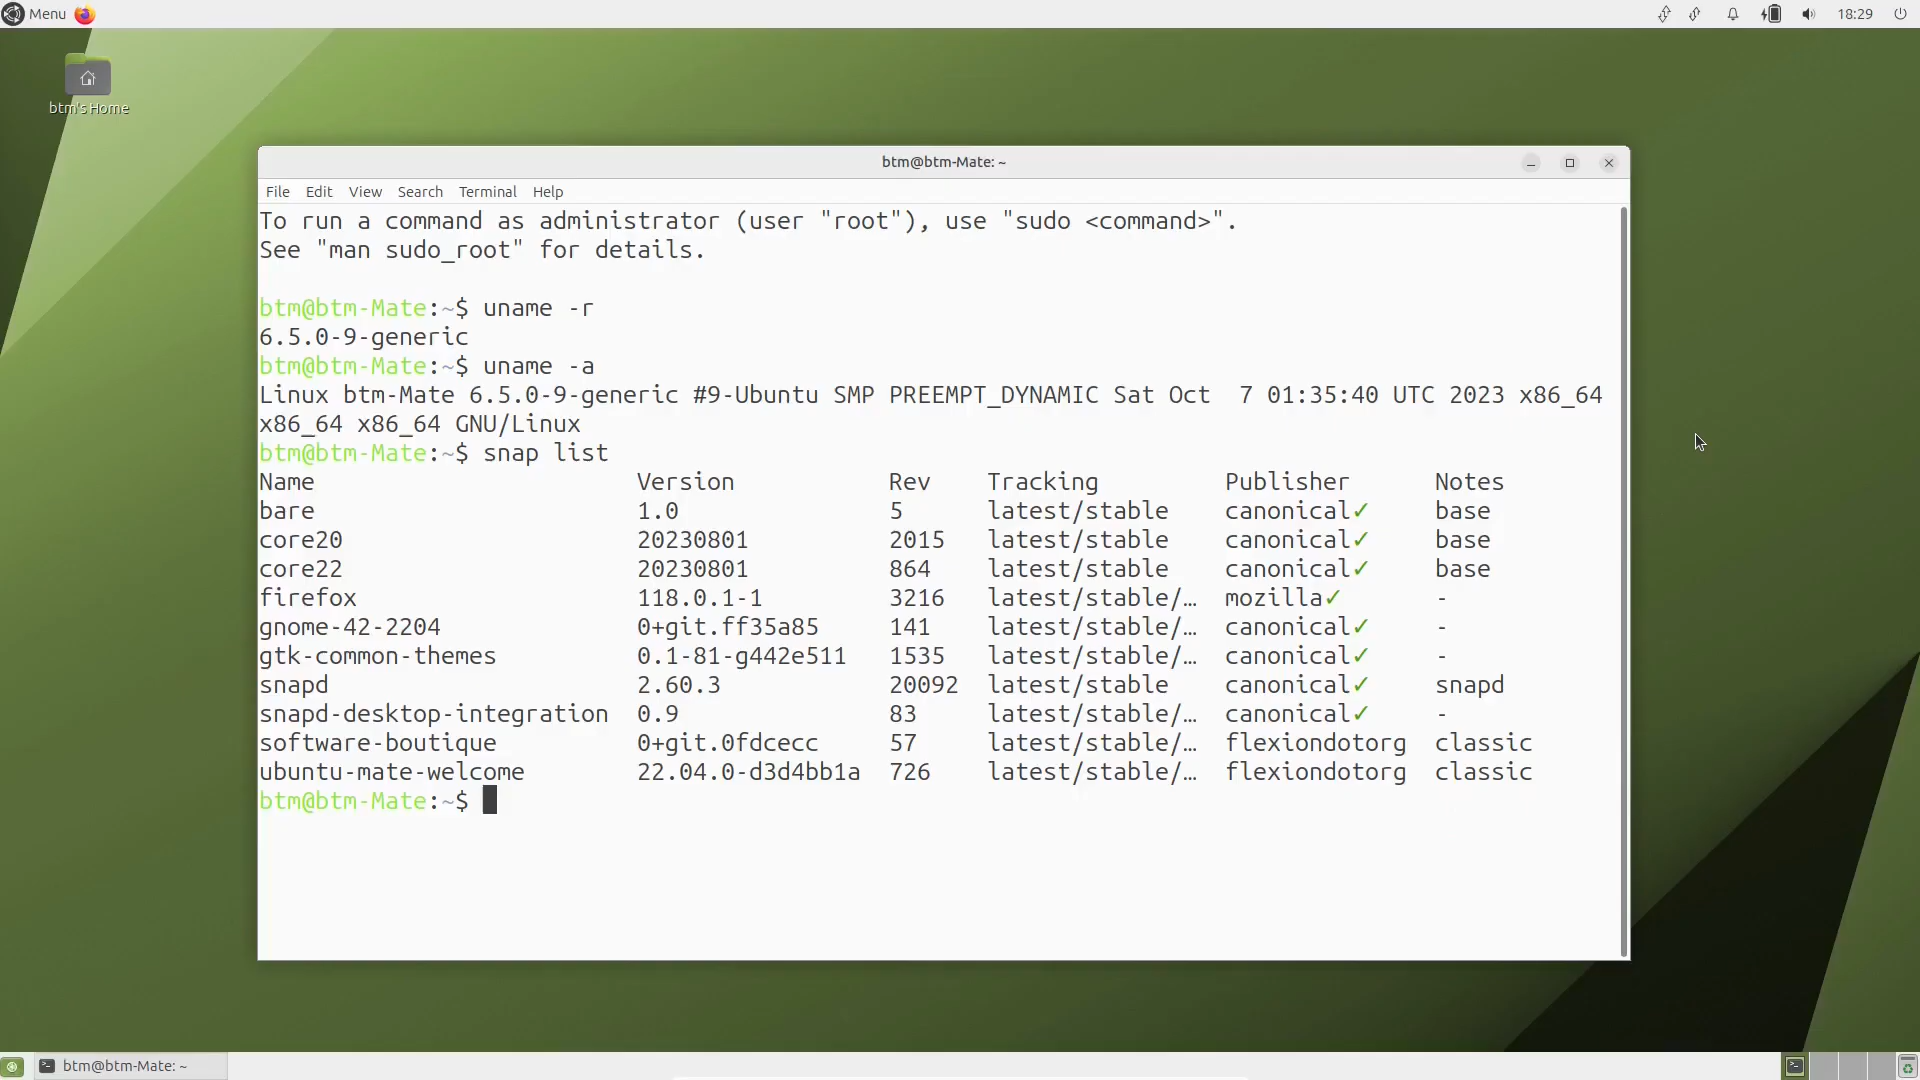 Menu
18:29
btm's Home
btm@btm-Mate: ~
File Edit View Search Terminal Help
To run a command as administrator (user "root"), use "sudo <command>".
See "man sudo_root" for details.
btm@btm-Mate:~$ uname -r
6.5.0-9-generic
btm@btm-Mate:~$ uname -a
Linux btm-Mate 6.5.0-9-generic #9-Ubuntu SMP PREEMPT_DYNAMIC Sat Oct  7 01:35:40 UTC 2023 x86_64
x86_64 x86_64 GNU/Linux
btm@btm-Mate:~$ snap list
Name Version Rev Tracking Publisher Notes
bare 1.0 5 latest/stable canonical✓ base
core20 20230801 2015 latest/stable canonical✓ base
core22 20230801 864 latest/stable canonical✓ base
firefox 118.0.1-1 3216 latest/stable/… mozilla✓ -
gnome-42-2204 0+git.ff35a85 141 latest/stable/… canonical✓ -
gtk-common-themes 0.1-81-g442e511 1535 latest/stable/… canonical✓ -
snapd 2.60.3 20092 latest/stable canonical✓ snapd
snapd-desktop-integration 0.9 83 latest/stable/… canonical✓ -
software-boutique 0+git.0fdcecc 57 latest/stable/… flexiondotorg classic
ubuntu-mate-welcome 22.04.0-d3d4bb1a 726 latest/stable/… flexiondotorg classic
btm@btm-Mate:~$
btm@btm-Mate: ~